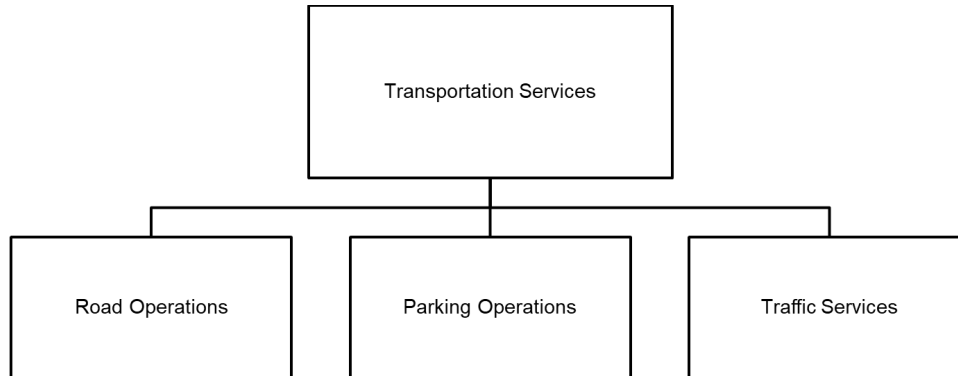 Transportation Services
Road Operations
Parking Operations
Traffic Services